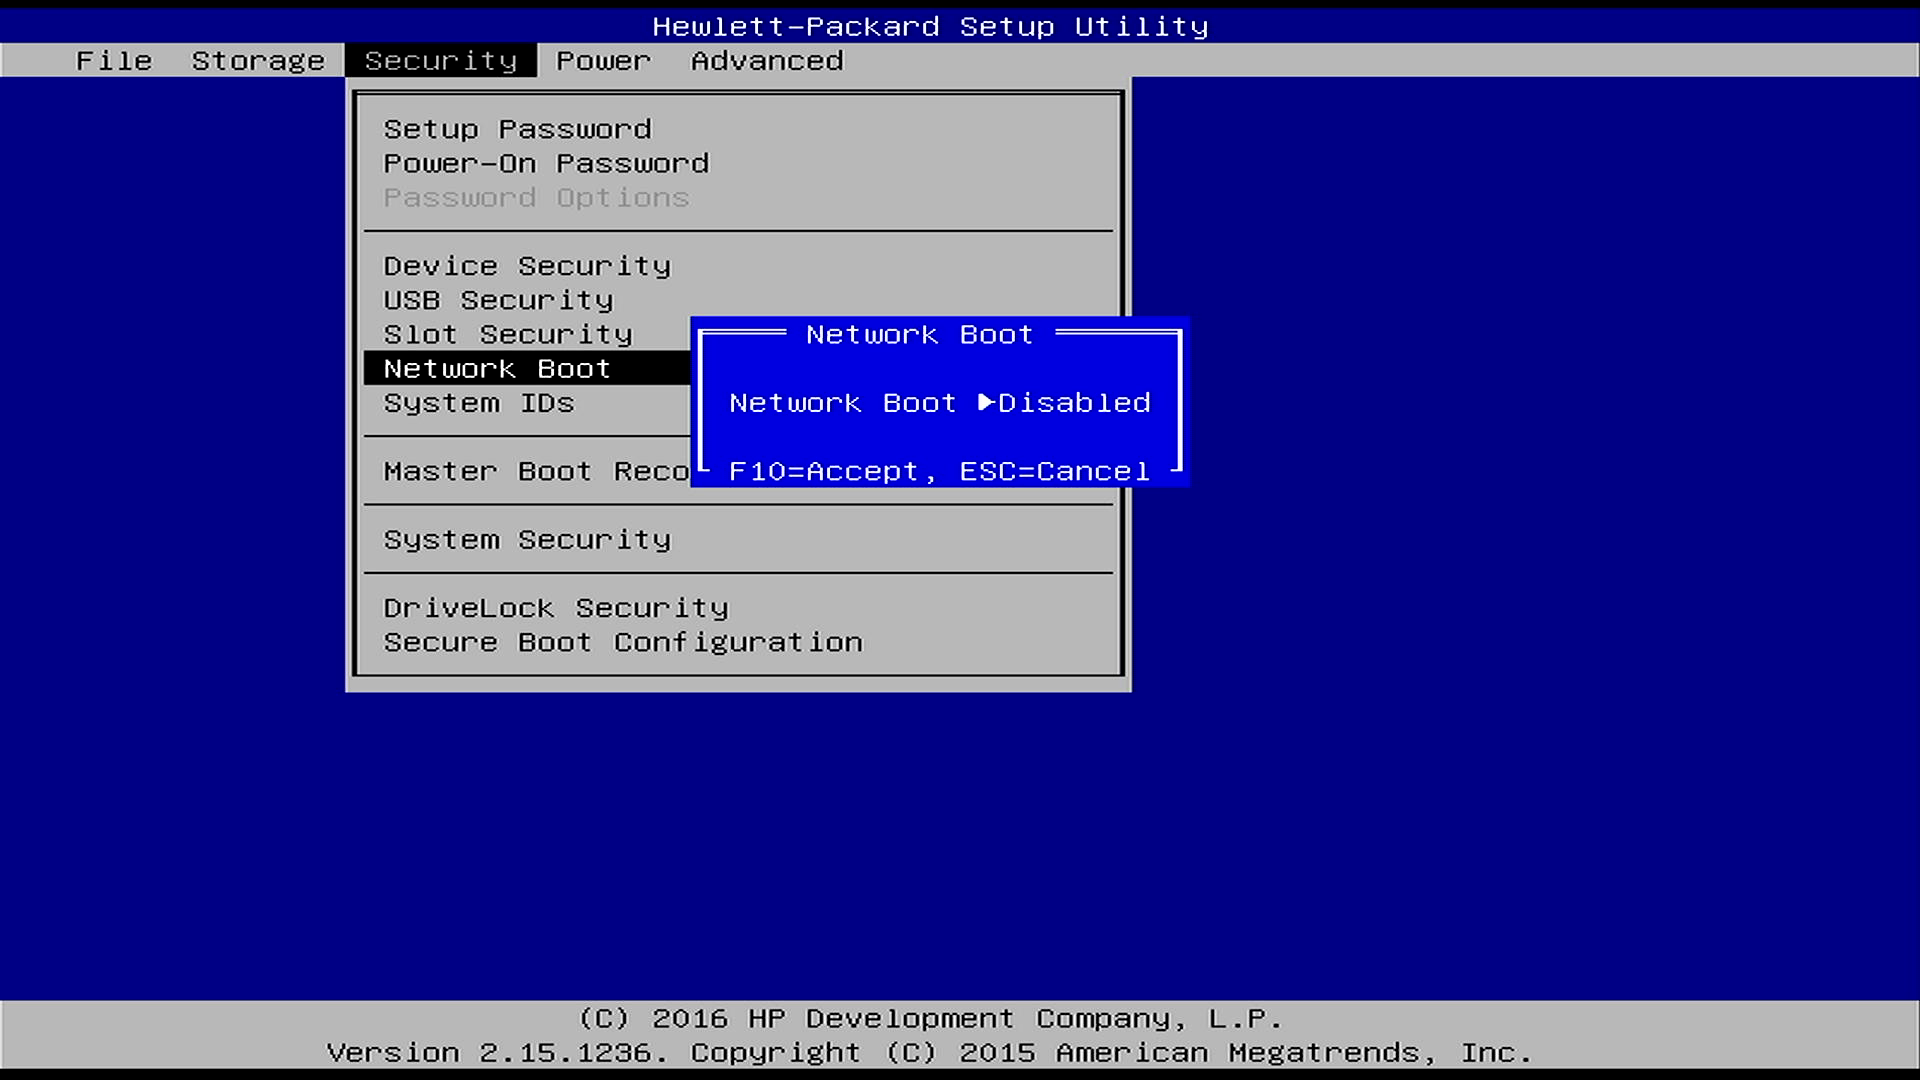 Hewlett-Packard Setup Utility
File Storage Security Power Advanced
Setup Password
Power-On Password
Password Options
Device Security
USB Security
Slot Security
Network Boot
System IDs
Master Boot Reco
System Security
DriveLock Security
Secure Boot Configuration
Network Boot
Network Boot ▶Disabled
F10=Accept, ESC=Cancel
(C) 2016 HP Development Company, L.P.
Version 2.15.1236. Copyright (C) 2015 American Megatrends, Inc.